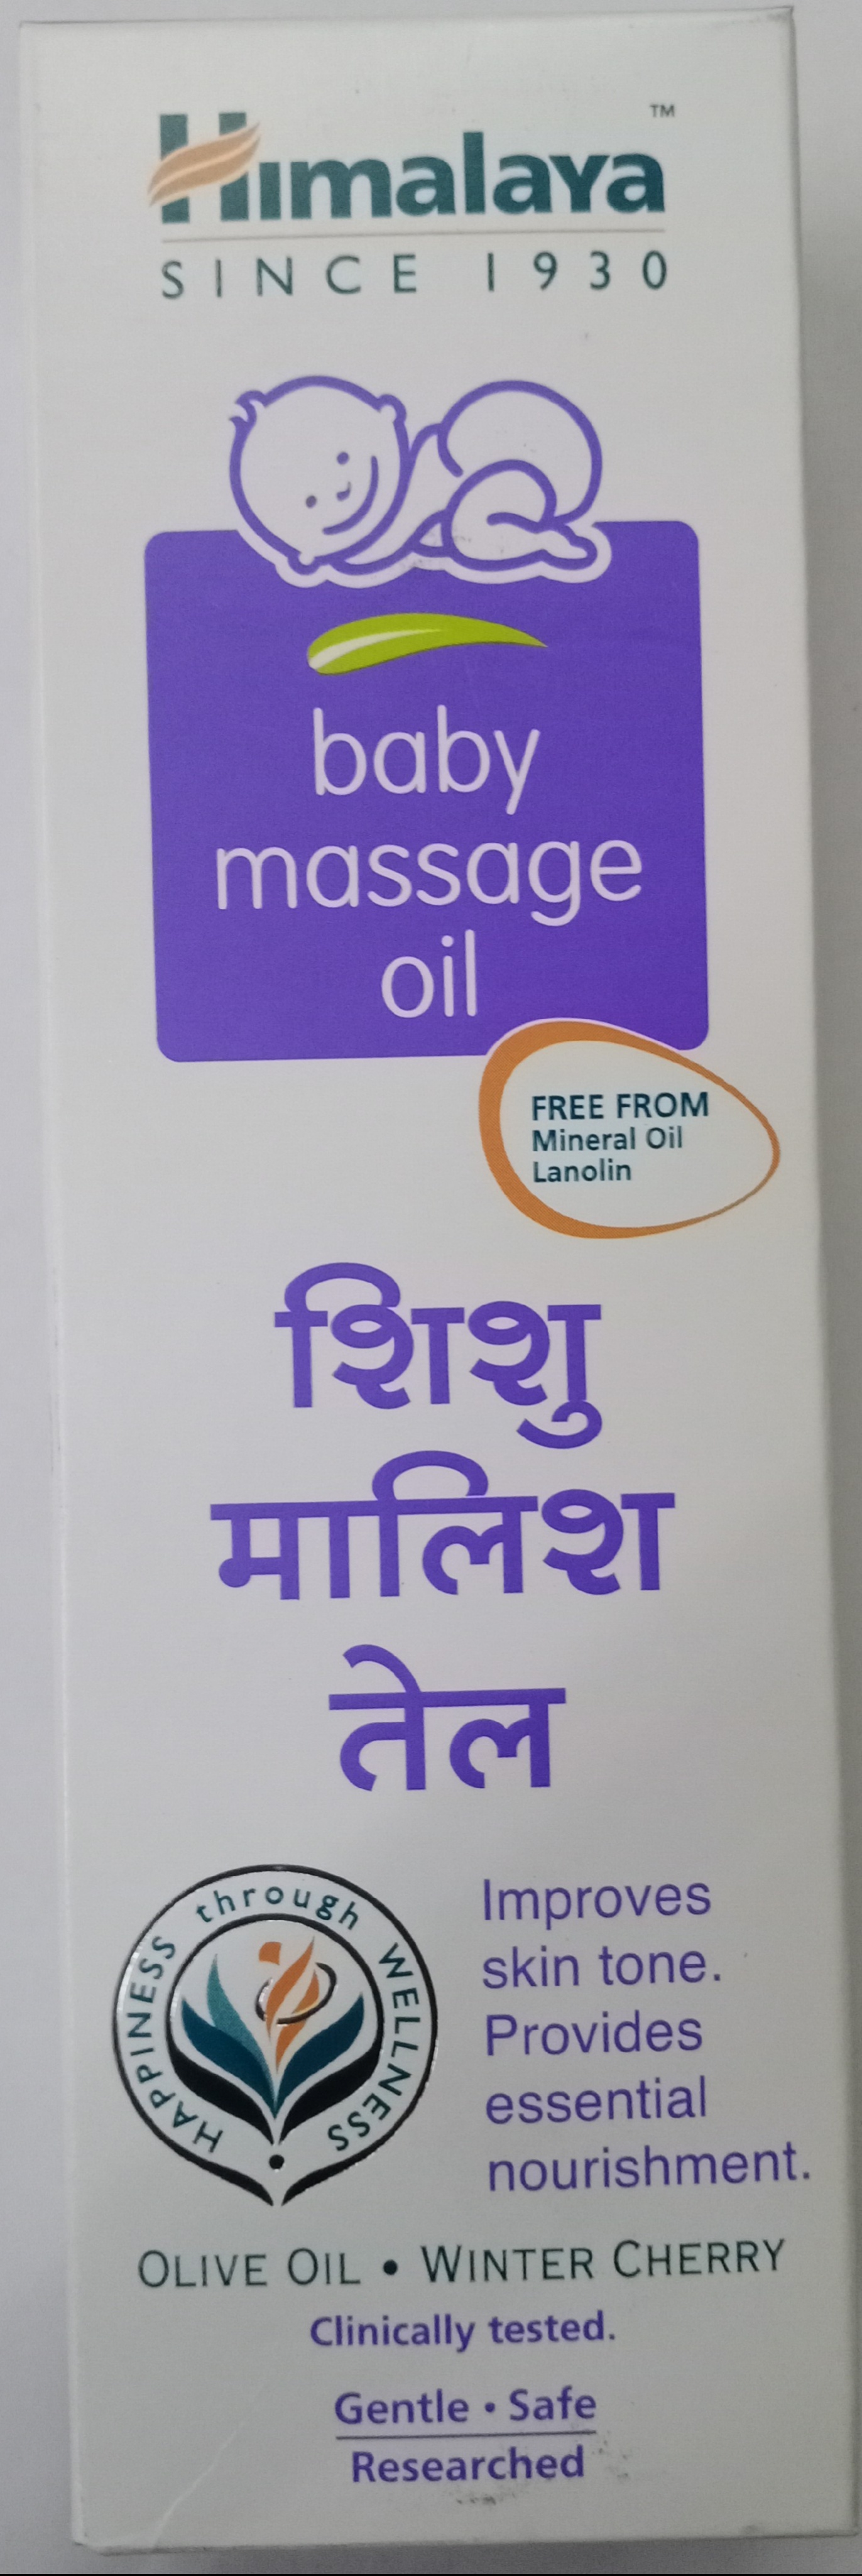 Himalaya™
SINCE 1930
baby
massage
oil
FREE FROM
Mineral Oil
Lanolin
शिशु
मालिश
तेल
HAPPINESS through WELLNESS
Improves
skin tone.
Provides
essential
nourishment.
OLIVE OIL • WINTER CHERRY
Clinically tested.
Gentle • Safe
Researched